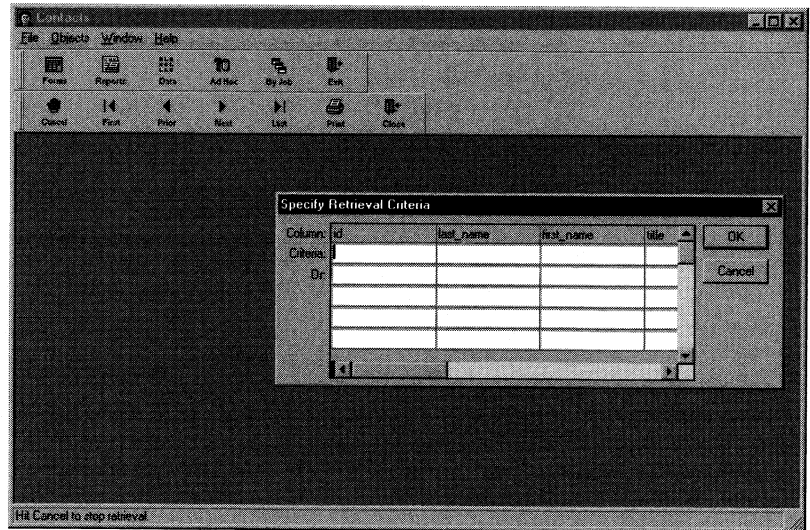 Contacts
File Objects Window Help
Forms Reports Data Ad Hoc By Job Exit
Cancel First Prior Next Last Print Close
Specify Retrieval Criteria
Column: id last_name first_name title OK
Criteria:
Or: Cancel
Hit Cancel to stop retrieval